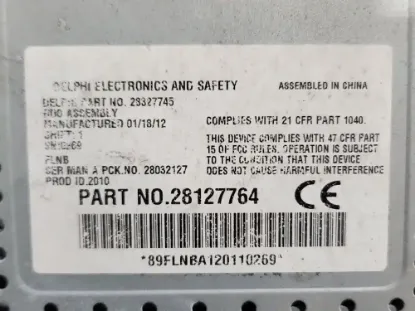 DELPHI ELECTRONICS AND SAFETY
ASSEMBLED IN CHINA
DELPHI PART NO. 28327745
ASSEMBLY
MANUFACTURED 01/18/12
SHIFT: 1
FLNB
SER MAN A PCK.NO. 28032127
PROD ID.2010
COMPLIES WITH 21 CFR PART 1040.
THIS DEVICE COMPLIES WITH 47 CFR PART
15 OF FCC RULES. OPERATION IS SUBJECT
TO THE CONDITION THAT THIS DEVICE
DOES NOT CAUSE HARMFUL INTERFERENCE
PART NO.28127764 CE
*89FLNBA120110269*